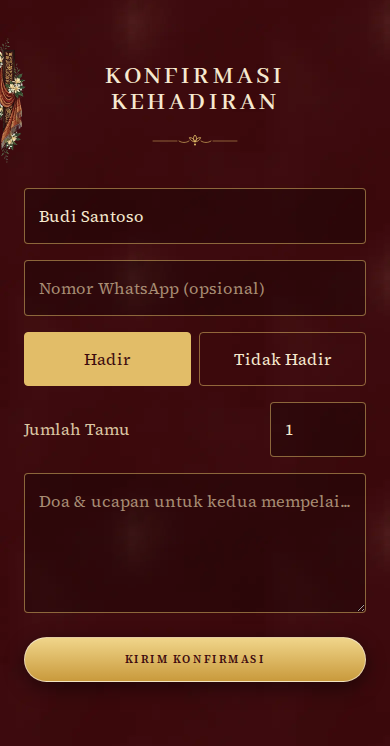 KONFIRMASI
KEHADIRAN
Budi Santoso
Nomor WhatsApp (opsional)
Hadir
Tidak Hadir
Jumlah Tamu
1
Doa & ucapan untuk kedua mempelai...
KIRIM KONFIRMASI